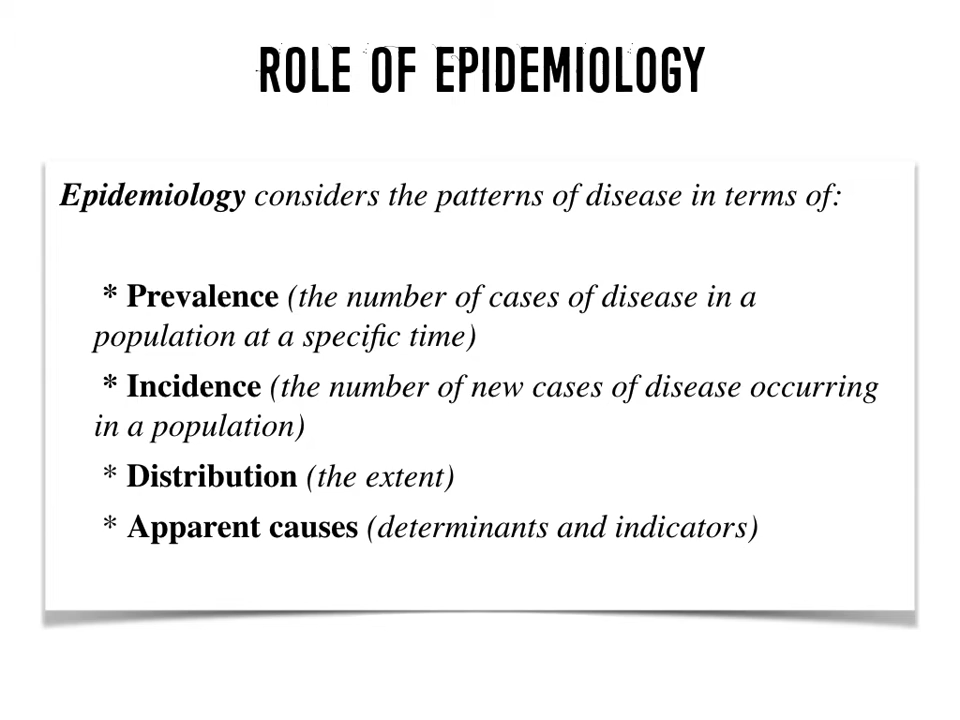 ROLE OF EPIDEMIOLOGY
Epidemiology considers the patterns of disease in terms of:
* Prevalence (the number of cases of disease in a
population at a specific time)
* Incidence (the number of new cases of disease occurring
in a population)
* Distribution (the extent)
* Apparent causes (determinants and indicators)